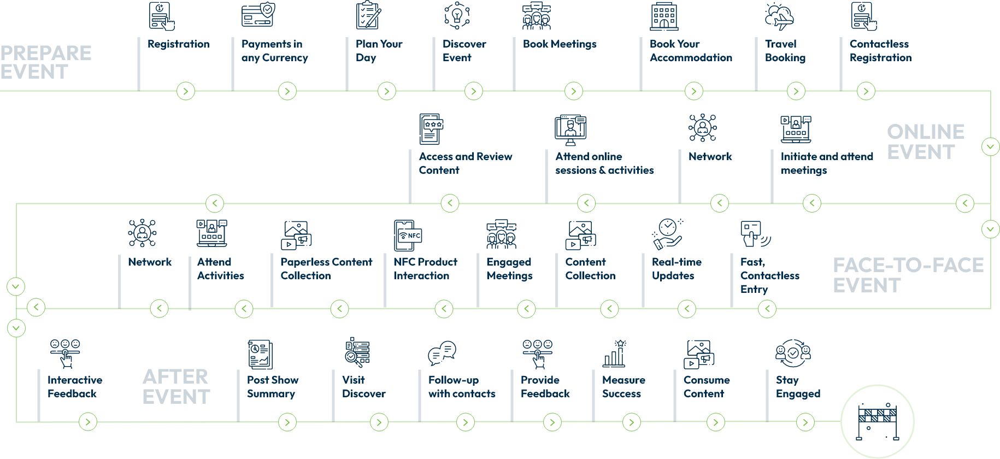 PREPARE
EVENT
Registration
Payments in
any Currency
Plan Your
Day
Discover
Event
Book Meetings
Book Your
Accommodation
Travel
Booking
Contactless
Registration
ONLINE
EVENT
Initiate and attend
meetings
Network
Attend online
sessions & activities
Access and Review
Content
FACE-TO-FACE
EVENT
Fast,
Contactless
Entry
Real-time
Updates
Content
Collection
Engaged
Meetings
NFC
NFC Product
Interaction
Paperless Content
Collection
Attend
Activities
Network
Interactive
Feedback
AFTER
EVENT
Post Show
Summary
Visit
Discover
Follow-up
with contacts
Provide
Feedback
Measure
Success
Consume
Content
Stay
Engaged